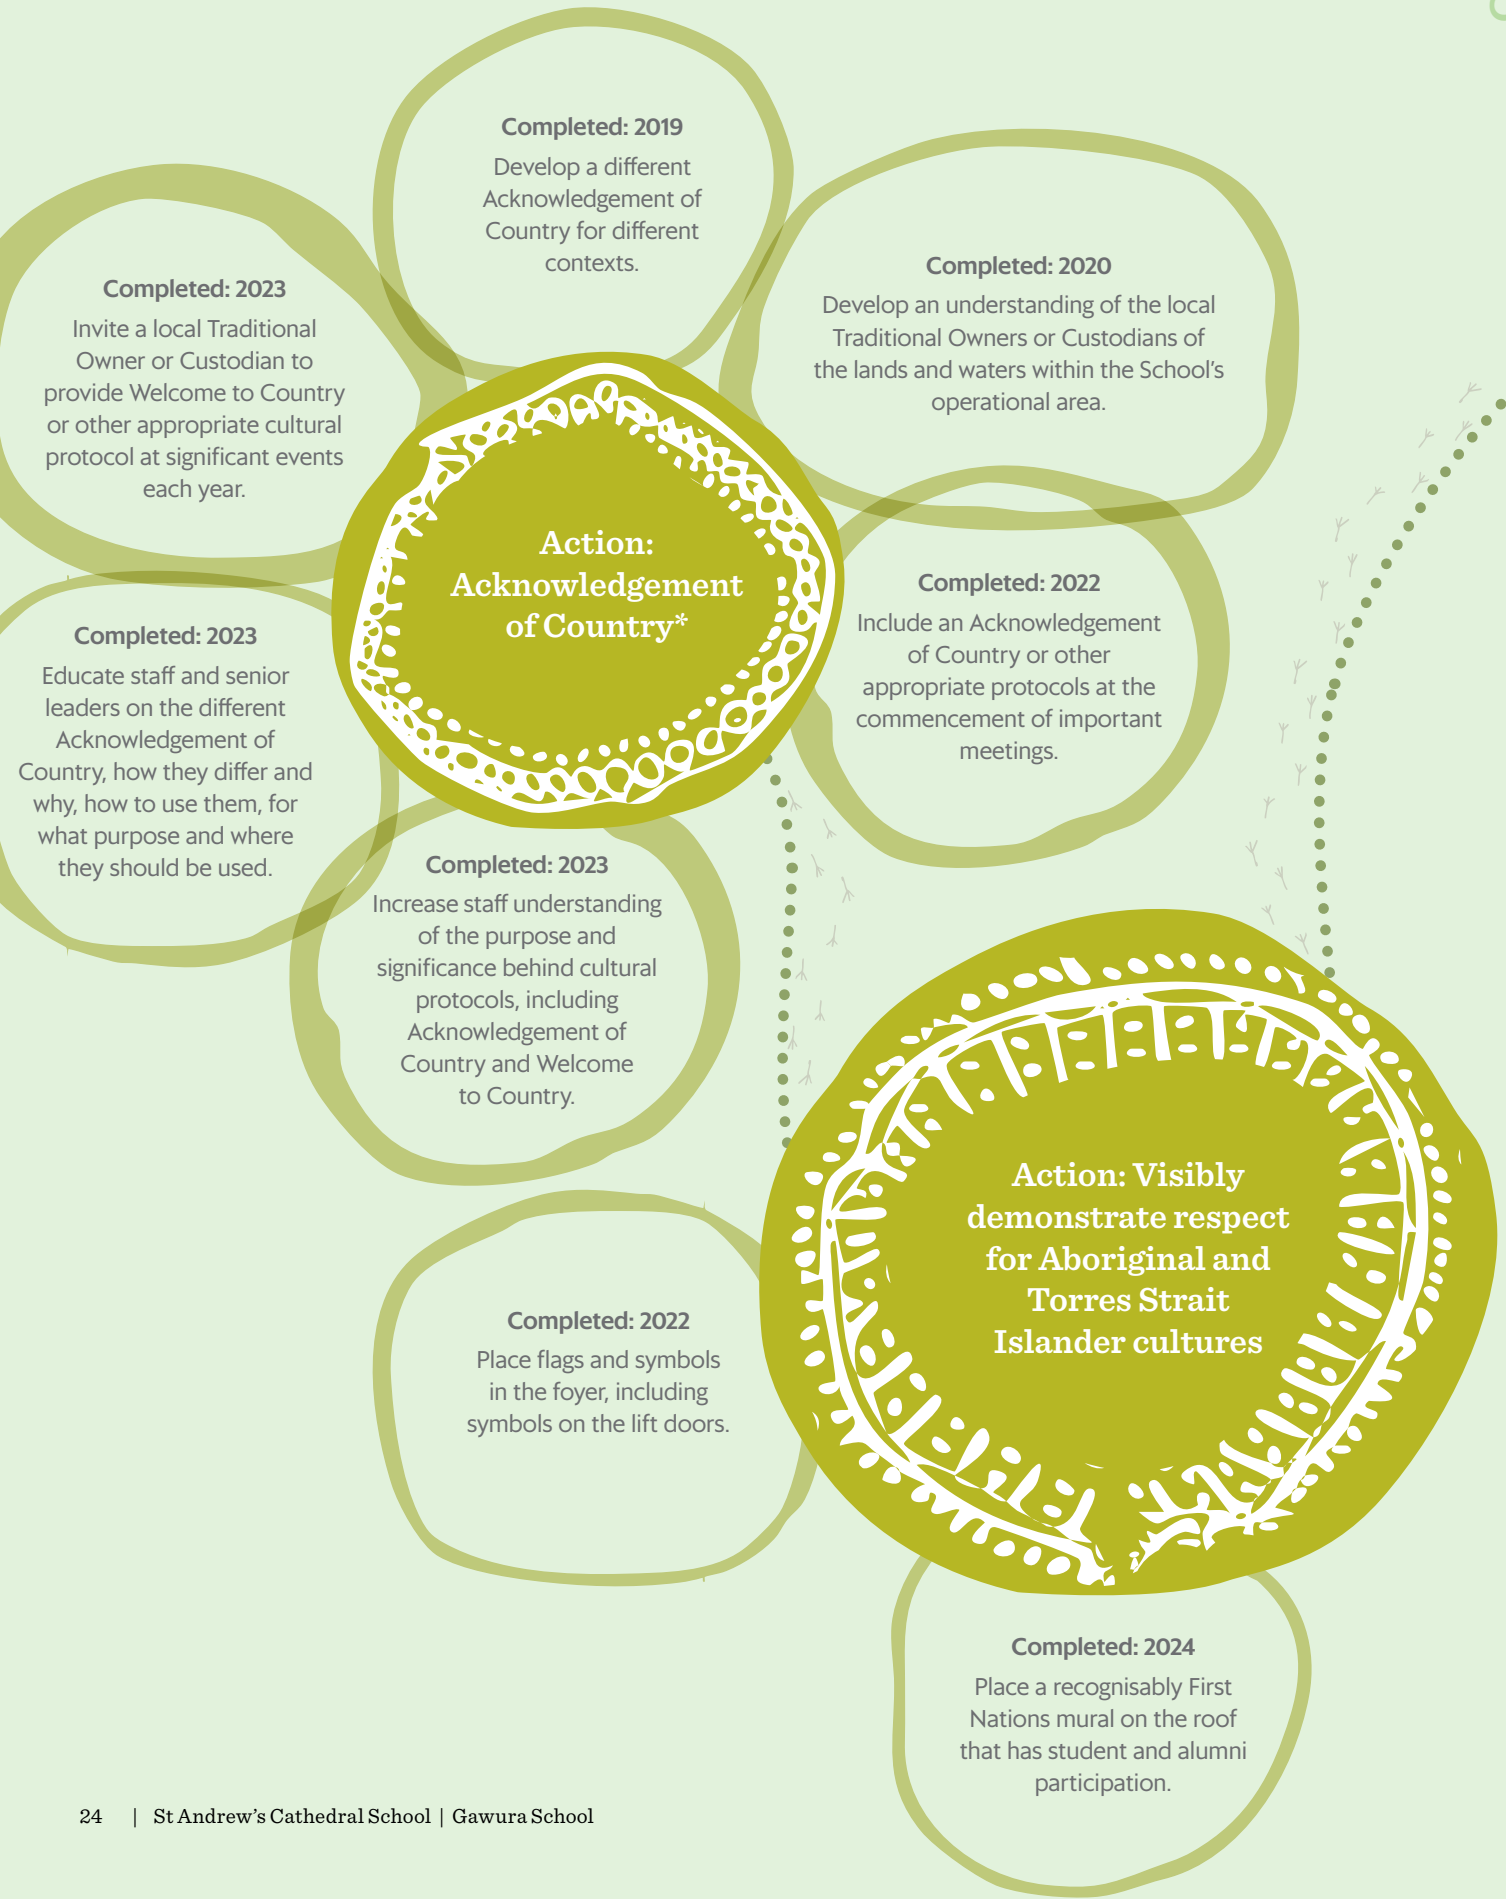 Completed: 2019
Develop a different
Acknowledgement of
Country for different
contexts.
Completed: 2020
Develop an understanding of the local
Traditional Owners or Custodians of
the lands and waters within the School's
operational area.
Completed: 2023
Invite a local Traditional
Owner or Custodian to
provide Welcome to Country
or other appropriate cultural
protocol at significant events
each year.
Action:
Acknowledgement
of Country*
Completed: 2022
Include an Acknowledgement
of Country or other
appropriate protocols at the
commencement of important
meetings.
Completed: 2023
Educate staff and senior
leaders on the different
Acknowledgement of
Country, how they differ and
why, how to use them, for
what purpose and where
they should be used.
Completed: 2023
Increase staff understanding
of the purpose and
significance behind cultural
protocols, including
Acknowledgement of
Country and Welcome
to Country.
Action: Visibly
demonstrate respect
for Aboriginal and
Torres Strait
Islander cultures
Completed: 2022
Place flags and symbols
in the foyer, including
symbols on the lift doors.
Completed: 2024
Place a recognisably First
Nations mural on the roof
that has student and alumni
participation.
24 | St Andrew's Cathedral School | Gawura School